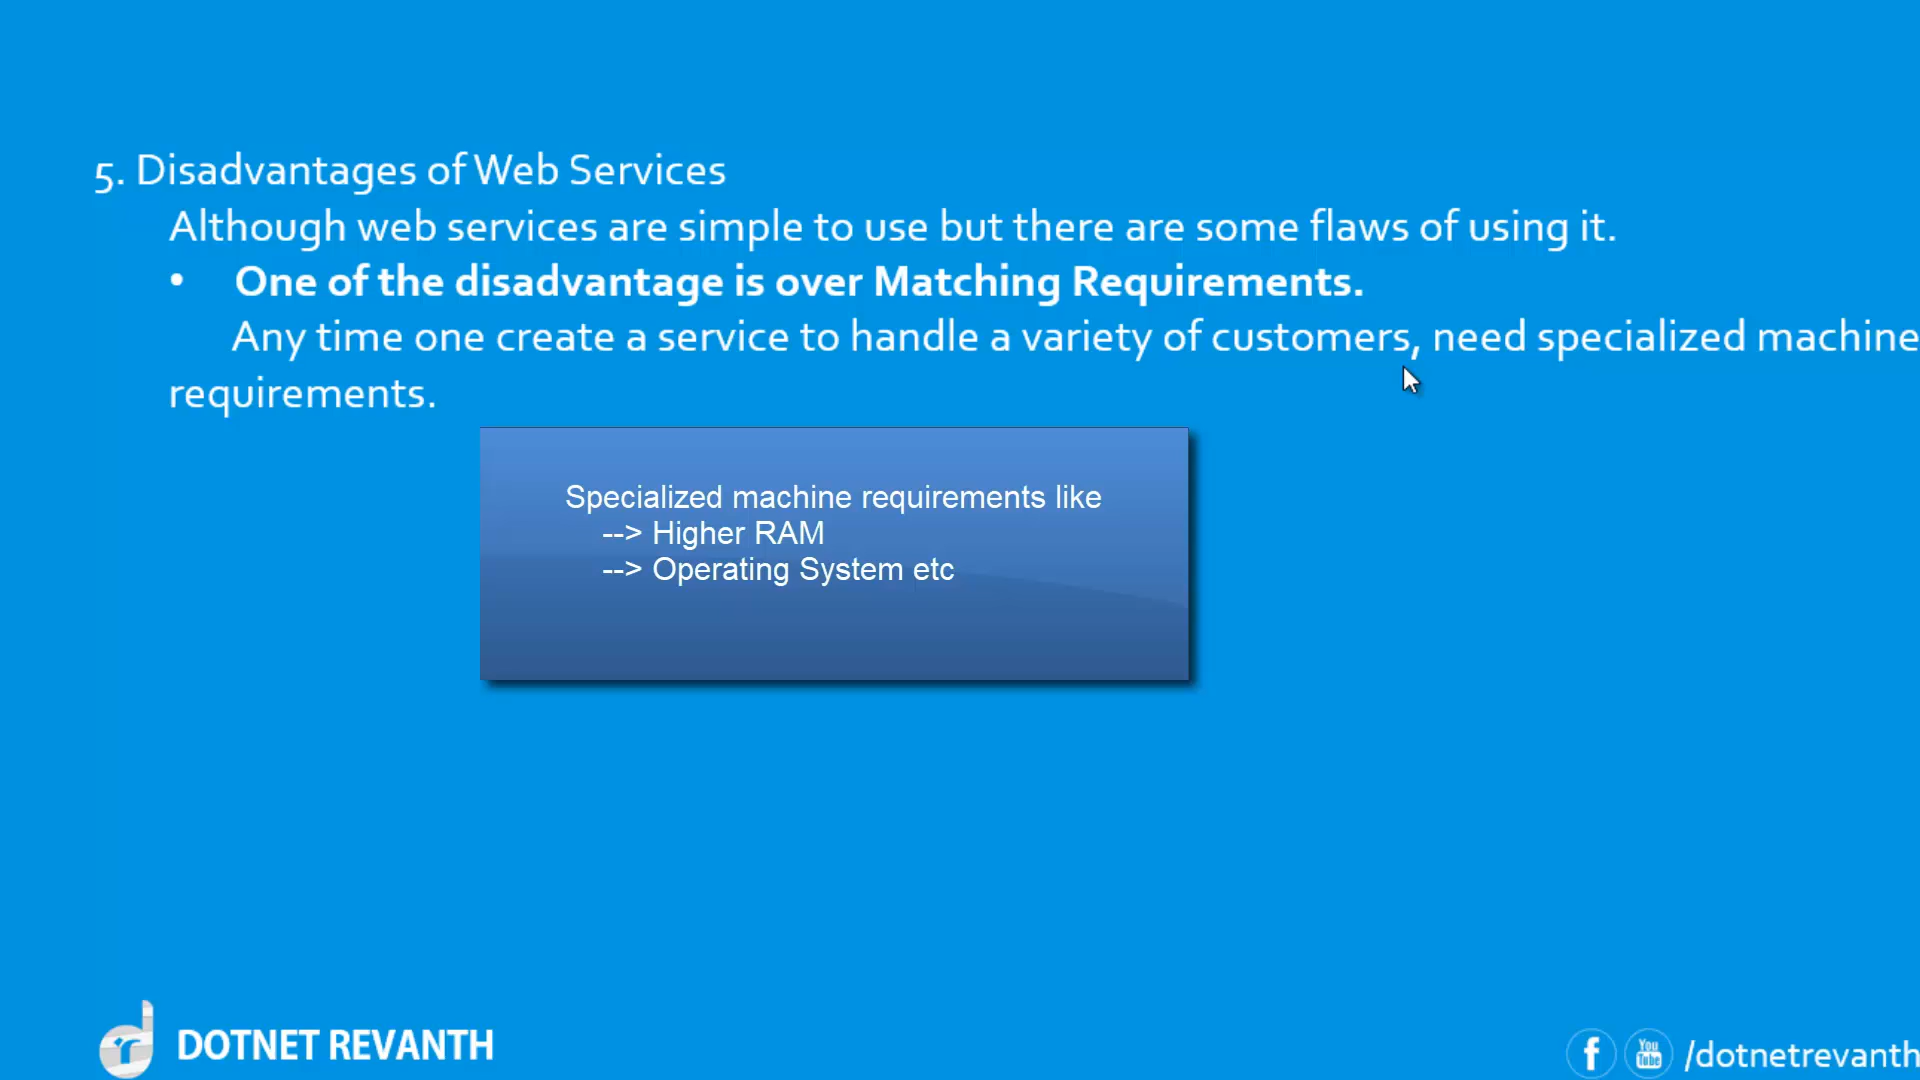 5. Disadvantages of Web Services
Although web services are simple to use but there are some flaws of using it.
• One of the disadvantage is over Matching Requirements.
Any time one create a service to handle a variety of customers, need specialized machine
requirements.
Specialized machine requirements like
--> Higher RAM
--> Operating System etc
DOTNET REVANTH
f You Tube /dotnetrevanth